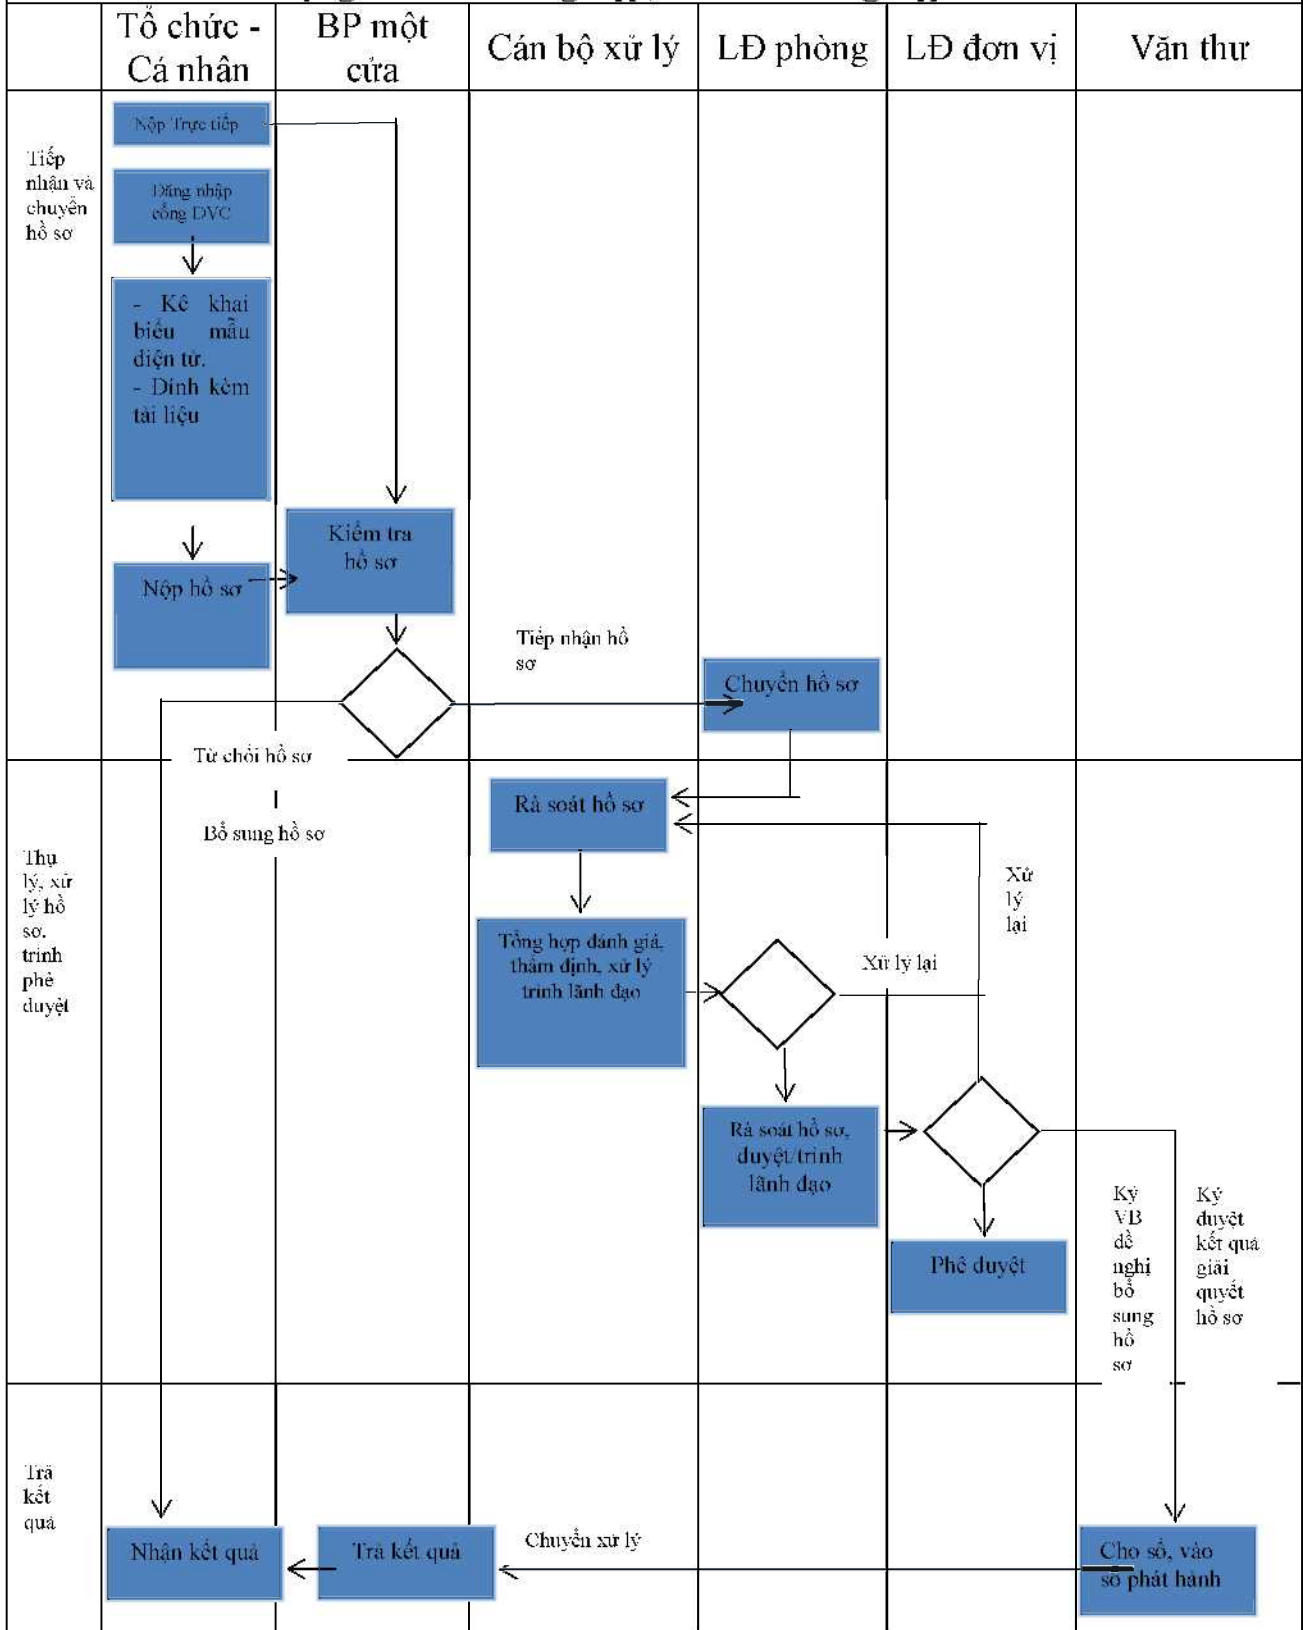 Tổ chức -
Cá nhân
BP một
cửa
Cán bộ xử lý
LĐ phòng
LĐ đơn vị
Văn thư
Tiếp
nhận và
chuyển
hồ sơ
Nộp Trực tiếp
Đăng nhập
cổng DVC
- Kê khai
biểu mẫu
điện tử.
- Đính kèm
tài liệu
Nộp hồ sơ
Kiểm tra
hồ sơ
Tiếp nhận hồ
sơ
Chuyển hồ sơ
Từ chối hồ sơ
Bổ sung hồ sơ
Thụ
lý, xử
lý hồ
sơ,
trình
phê
duyệt
Rà soát hồ sơ
Tổng hợp đánh giá,
thẩm định, xử lý
trình lãnh đạo
Xử lý lại
Xử
lý
lại
Rà soát hồ sơ,
duyệt/trình
lãnh đạo
Phê duyệt
Ký
VB
đề
nghị
bổ
sung
hồ
sơ
Ký
duyệt
kết quả
giải
quyết
hồ sơ
Trả
kết
quả
Nhận kết quả
Trả kết quả
Chuyển xử lý
Cho số, vào
sổ phát hành